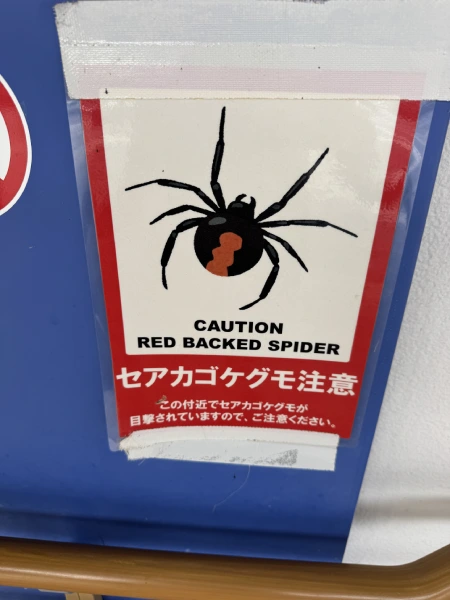 CAUTION
RED BACKED SPIDER
セアカゴケグモ注意
この付近でセアカゴケグモが
目撃されていますので、ご注意ください。